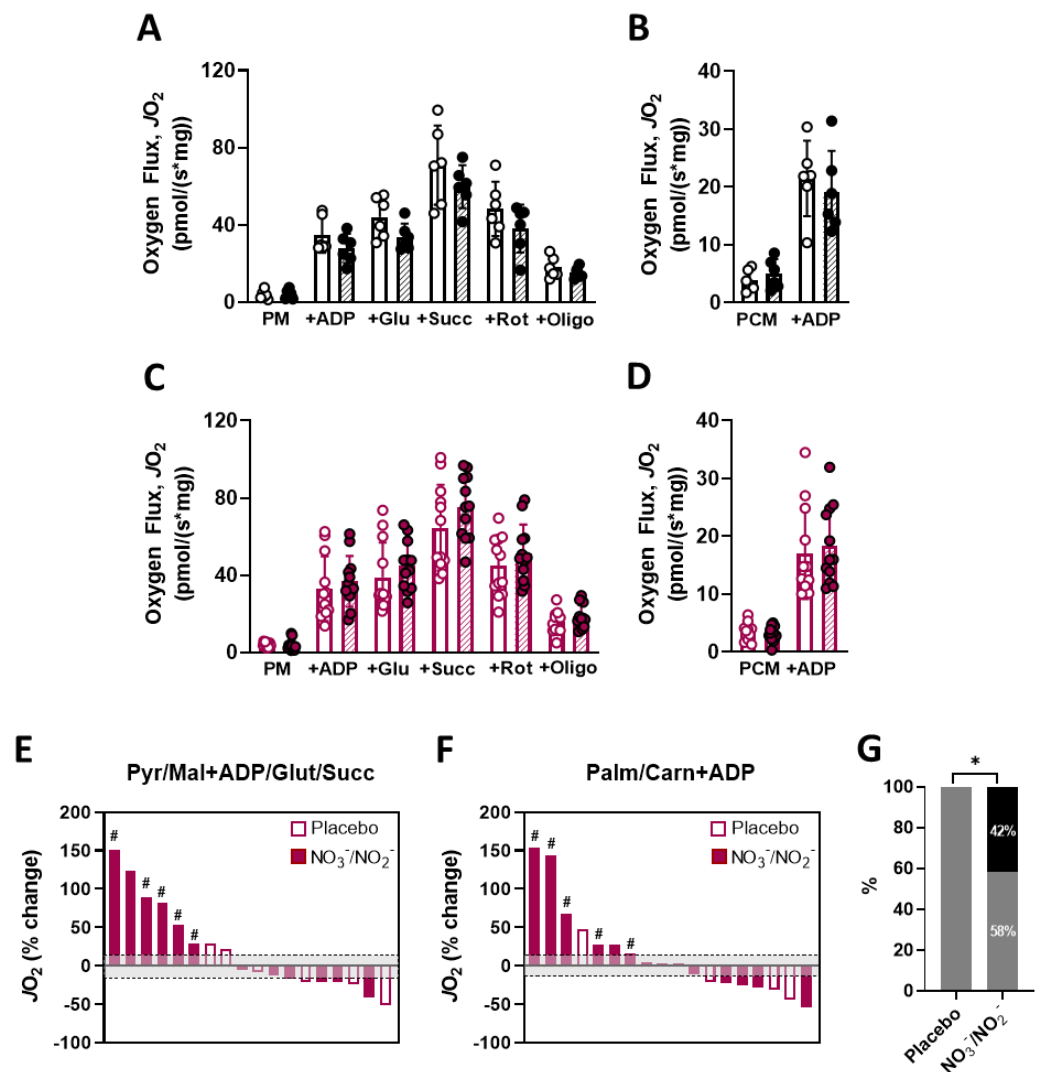 A
B
Oxygen Flux, JO₂
(pmol/(s*mg))
120
80
40
0
PM +ADP +Glu +Succ +Rot +Oligo
Oxygen Flux, JO₂
(pmol/(s*mg))
40
30
20
10
0
PCM +ADP
C
D
Oxygen Flux, JO₂
(pmol/(s*mg))
120
80
40
0
PM +ADP +Glu +Succ +Rot +Oligo
Oxygen Flux, JO₂
(pmol/(s*mg))
40
30
20
10
0
PCM +ADP
E
F
G
Pyr/Mal+ADP/Glut/Succ
JO₂ (% change)
200
150
100
50
0
-50
-100
# # # # #
Placebo
NO₃⁻/NO₂⁻
Palm/Carn+ADP
JO₂ (% change)
200
150
100
50
0
-50
-100
# # # # #
Placebo
NO₃⁻/NO₂⁻
*
%
100
80
60
40
20
0
42%
58%
Placebo
NO₃⁻/NO₂⁻